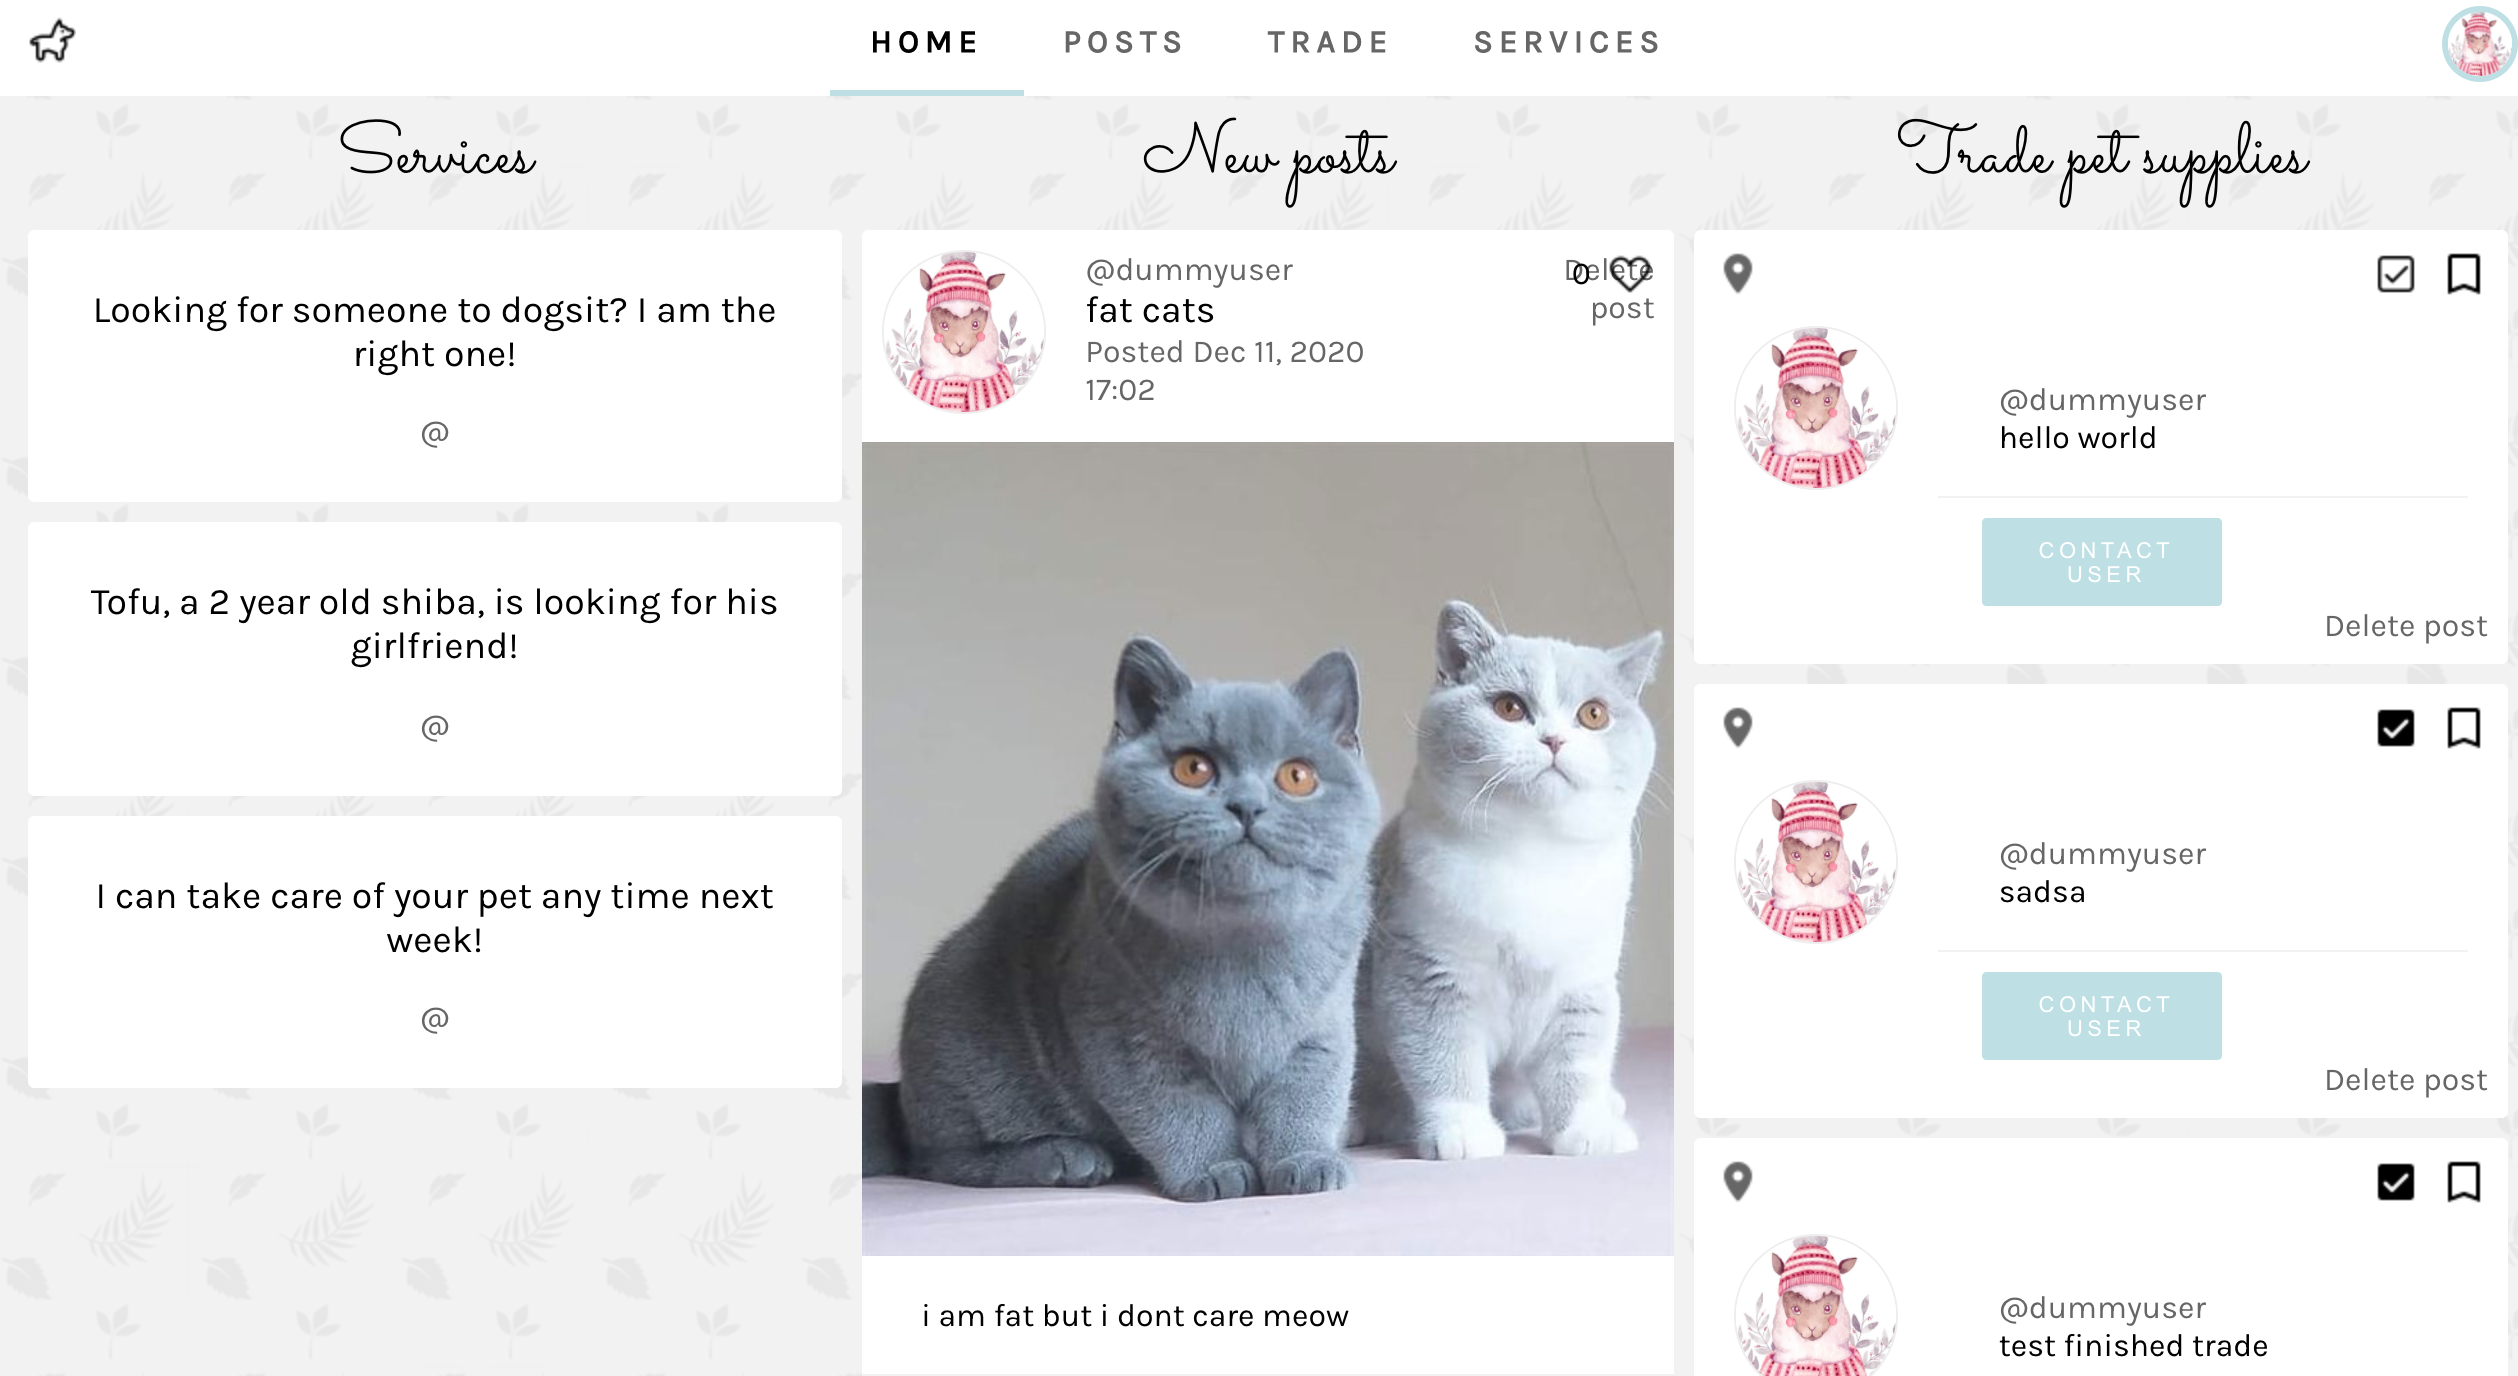 HOME
POSTS
TRADE
SERVICES
Services
Looking for someone to dogsit? I am the
right one!
@
Tofu, a 2 year old shiba, is looking for his
girlfriend!
@
I can take care of your pet any time next
week!
@
New posts
@dummyuser
fat cats
Posted Dec 11, 2020
17:02
0
Delete
post
i am fat but i dont care meow
Trade pet supplies
@dummyuser
hello world
CONTACT
USER
Delete post
@dummyuser
sadsa
CONTACT
USER
Delete post
@dummyuser
test finished trade